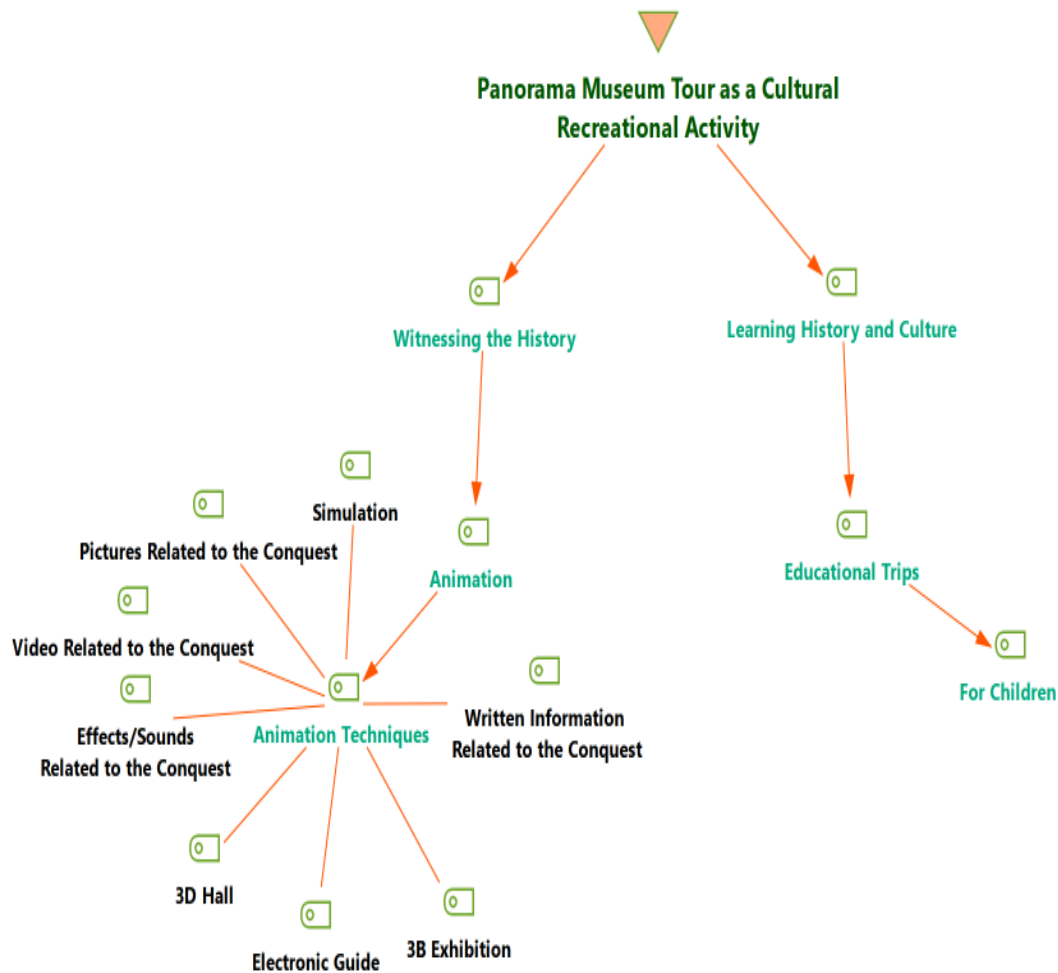 Panorama Museum Tour as a Cultural
Recreational Activity
Witnessing the History
Learning History and Culture
Simulation
Pictures Related to the Conquest
Animation
Educational Trips
Video Related to the Conquest
For Children
Written Information
Related to the Conquest
Effects/Sounds
Related to the Conquest
Animation Techniques
3D Hall
Electronic Guide
3B Exhibition